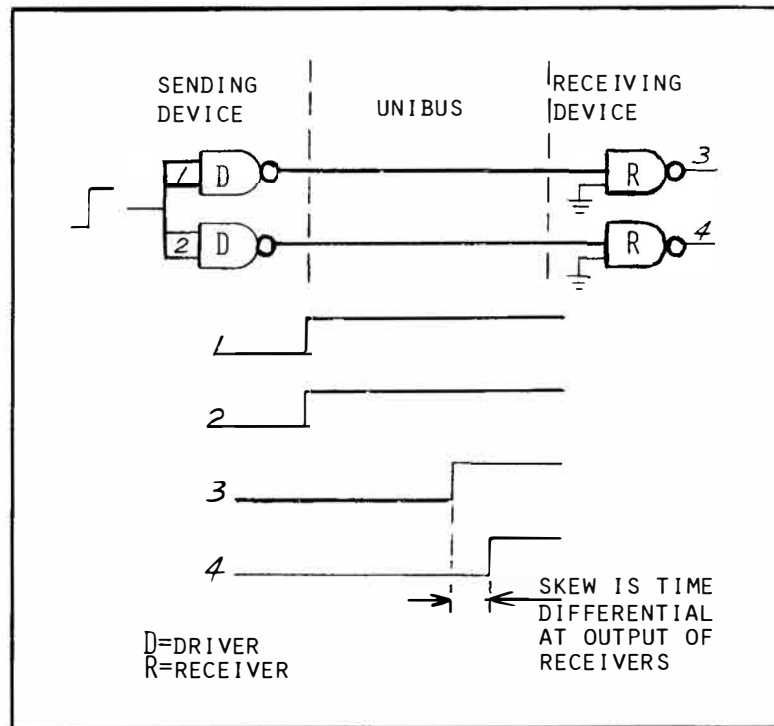 SENDING DEVICE
UNIBUS
RECEIVING DEVICE
1 D
R 3
2 D
R 4
1
2
3
4
SKEW IS TIME
DIFFERENTIAL
AT OUTPUT OF
RECEIVERS
D=DRIVER
R=RECEIVER